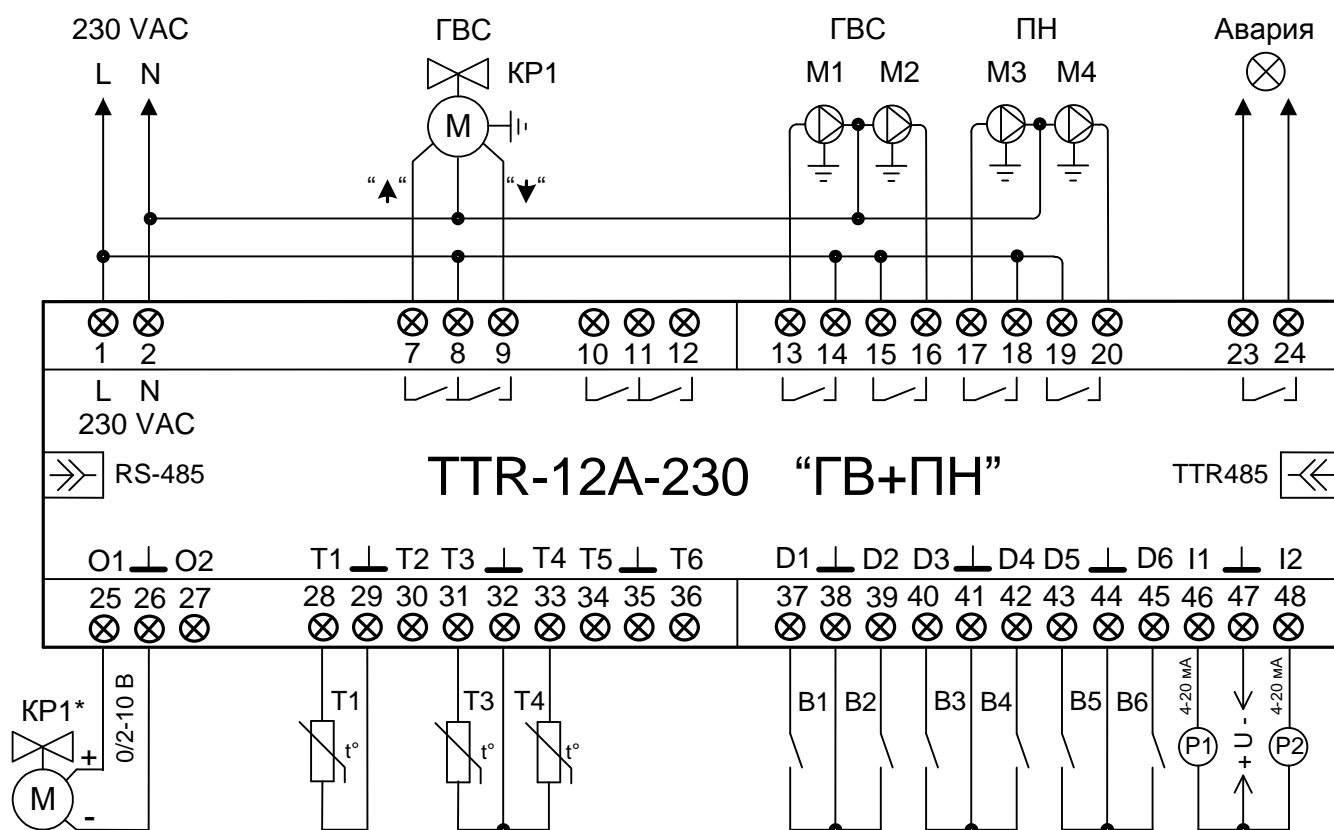 230 VAC ГВС ГВС ПН Авария
L N КР1 M1 M2 M3 M4
M
“ “ “ “
1 2 7 8 9 10 11 12 13 14 15 16 17 18 19 20 23 24
L N
230 VAC
RS-485 TTR-12A-230 “ГВ+ПН” TTR485
O1 O2 T1 T2 T3 T4 T5 T6 D1 D2 D3 D4 D5 D6 I1 I2
25 26 27 28 29 30 31 32 33 34 35 36 37 38 39 40 41 42 43 44 45 46 47 48
КР1* 0/2-10 В T1 T3 T4 B1 B2 B3 B4 B5 B6 4-20 мА 4-20 мА
+ t° t° t° P1 + U - P2
M
-